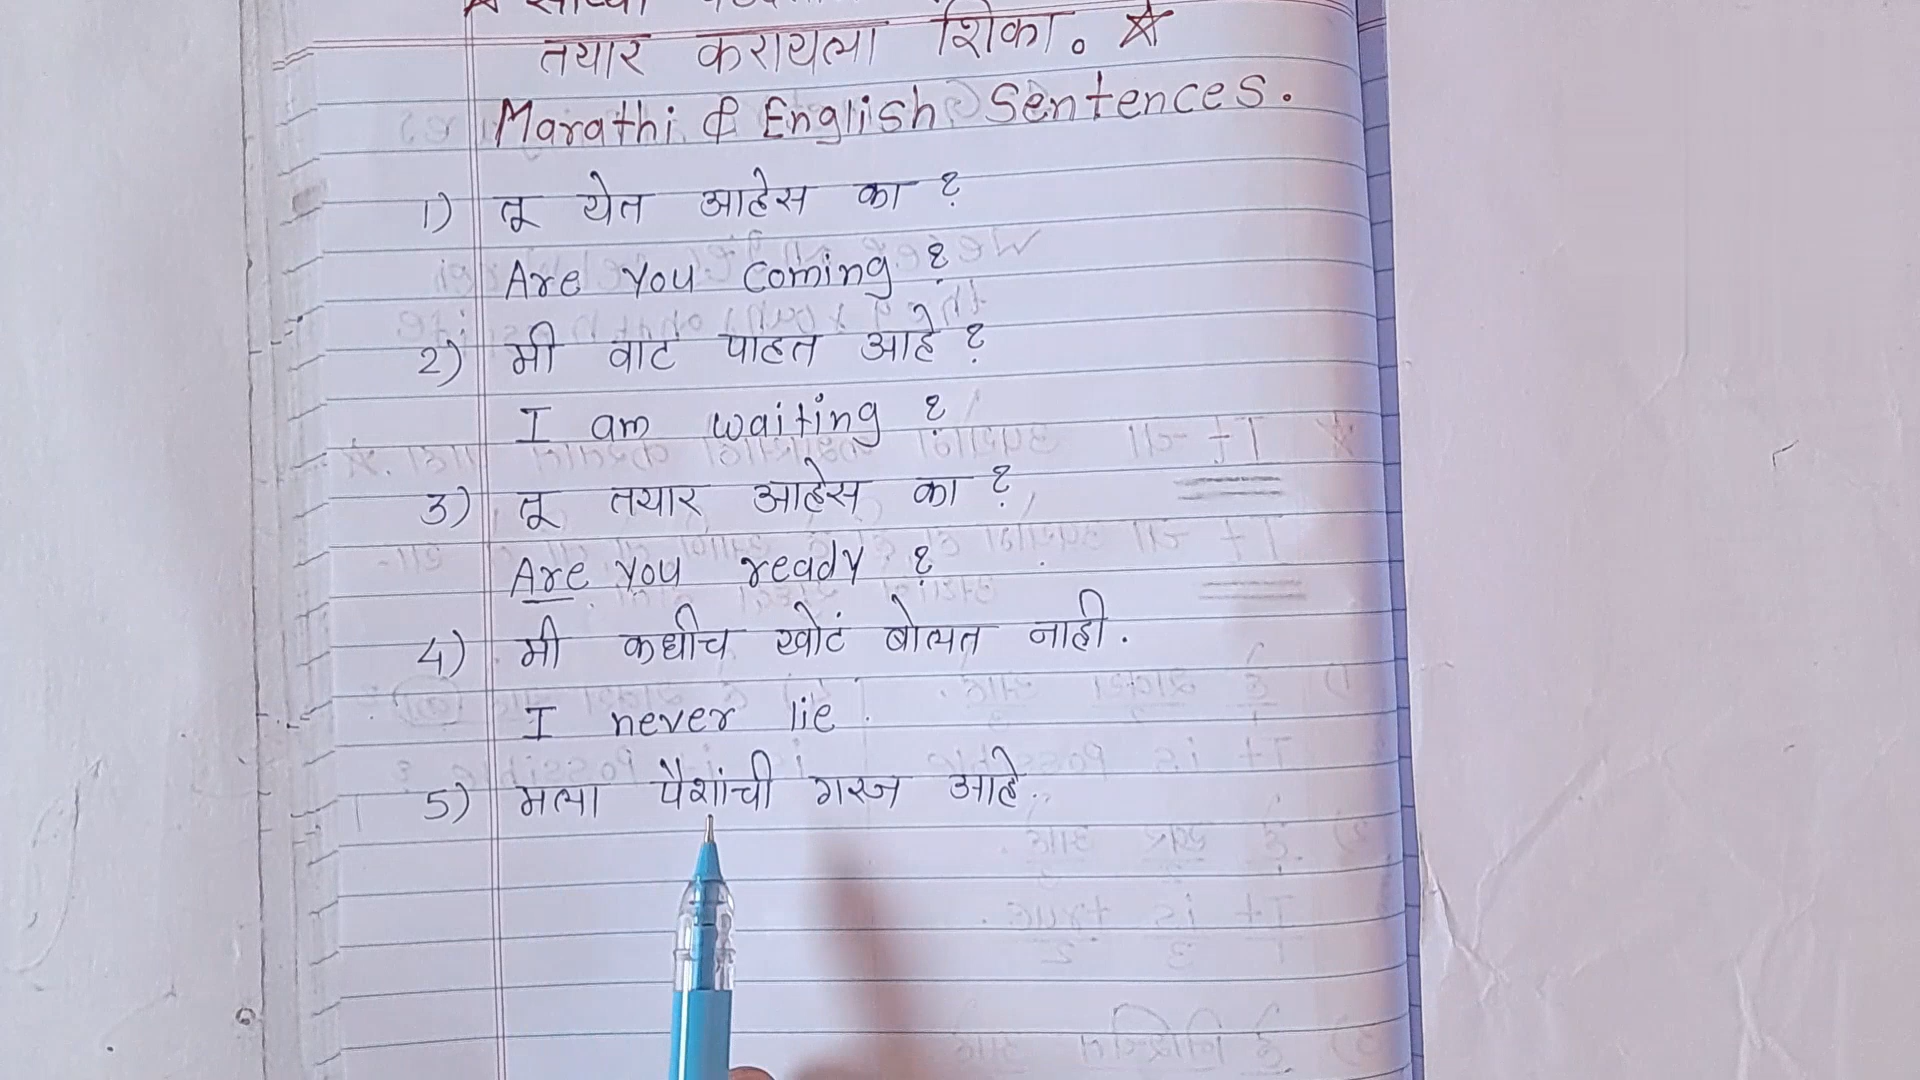 तयार करायला शिका. ☆
Marathi & English Sentences.
1) तू येत आहेस का ?
Are You Coming ?
2) मी वाट पाहत आहे ?
I am waiting ?
3) तू तयार आहेस का ?
Are You ready ?
4) मी कधीच खोटं बोलत नाही.
I never lie.
5) मला पैशांची गरज आहे.